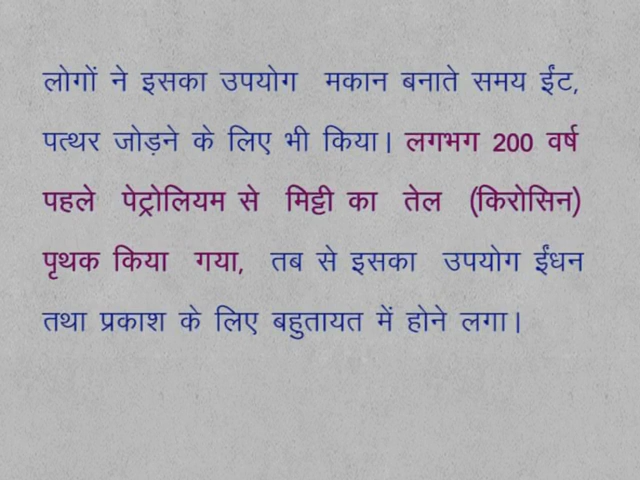 लोगों ने इसका उपयोग मकान बनाते समय ईंट,
पत्थर जोड़ने के लिए भी किया। लगभग 200 वर्ष
पहले पेट्रोलियम से मिट्टी का तेल (किरोसिन)
पृथक किया गया, तब से इसका उपयोग ईंधन
तथा प्रकाश के लिए बहुतायत में होने लगा।